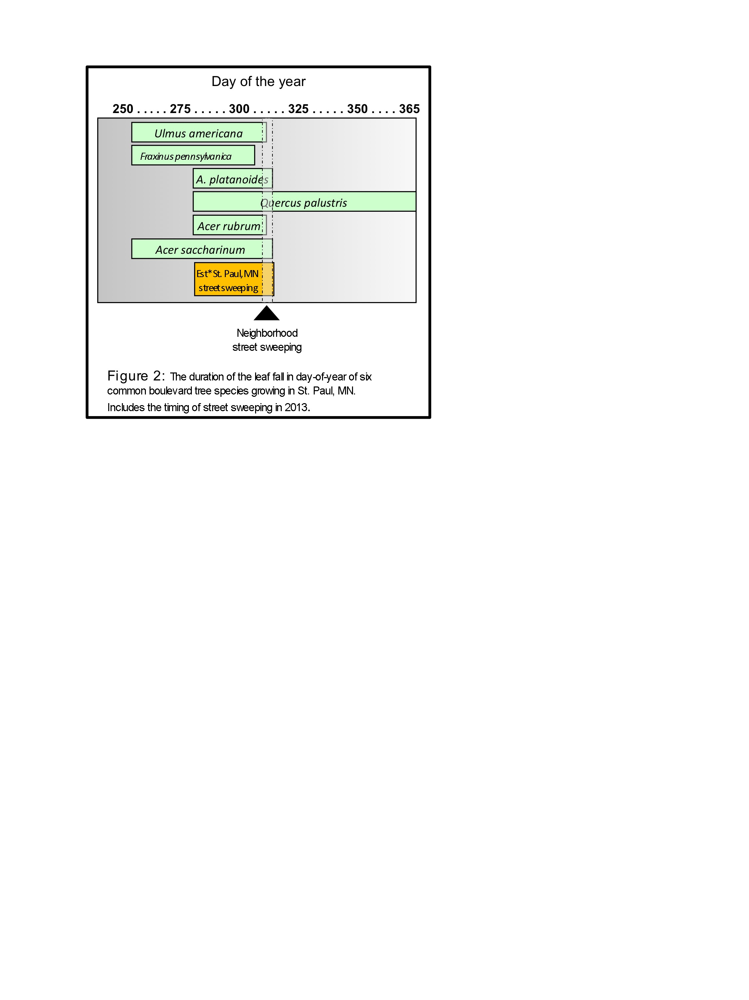 Day of the year
250 . . . . . 275 . . . . . 300 . . . . . 325 . . . . . 350 . . . . 365
Ulmus americana
Fraxinus pennsylvanica
A. platanoides
Quercus palustris
Acer rubrum
Acer saccharinum
Est* St. Paul, MN
street sweeping
Neighborhood
street sweeping
Figure 2: The duration of the leaf fall in day-of-year of six
common boulevard tree species growing in St. Paul, MN.
Includes the timing of street sweeping in 2013.